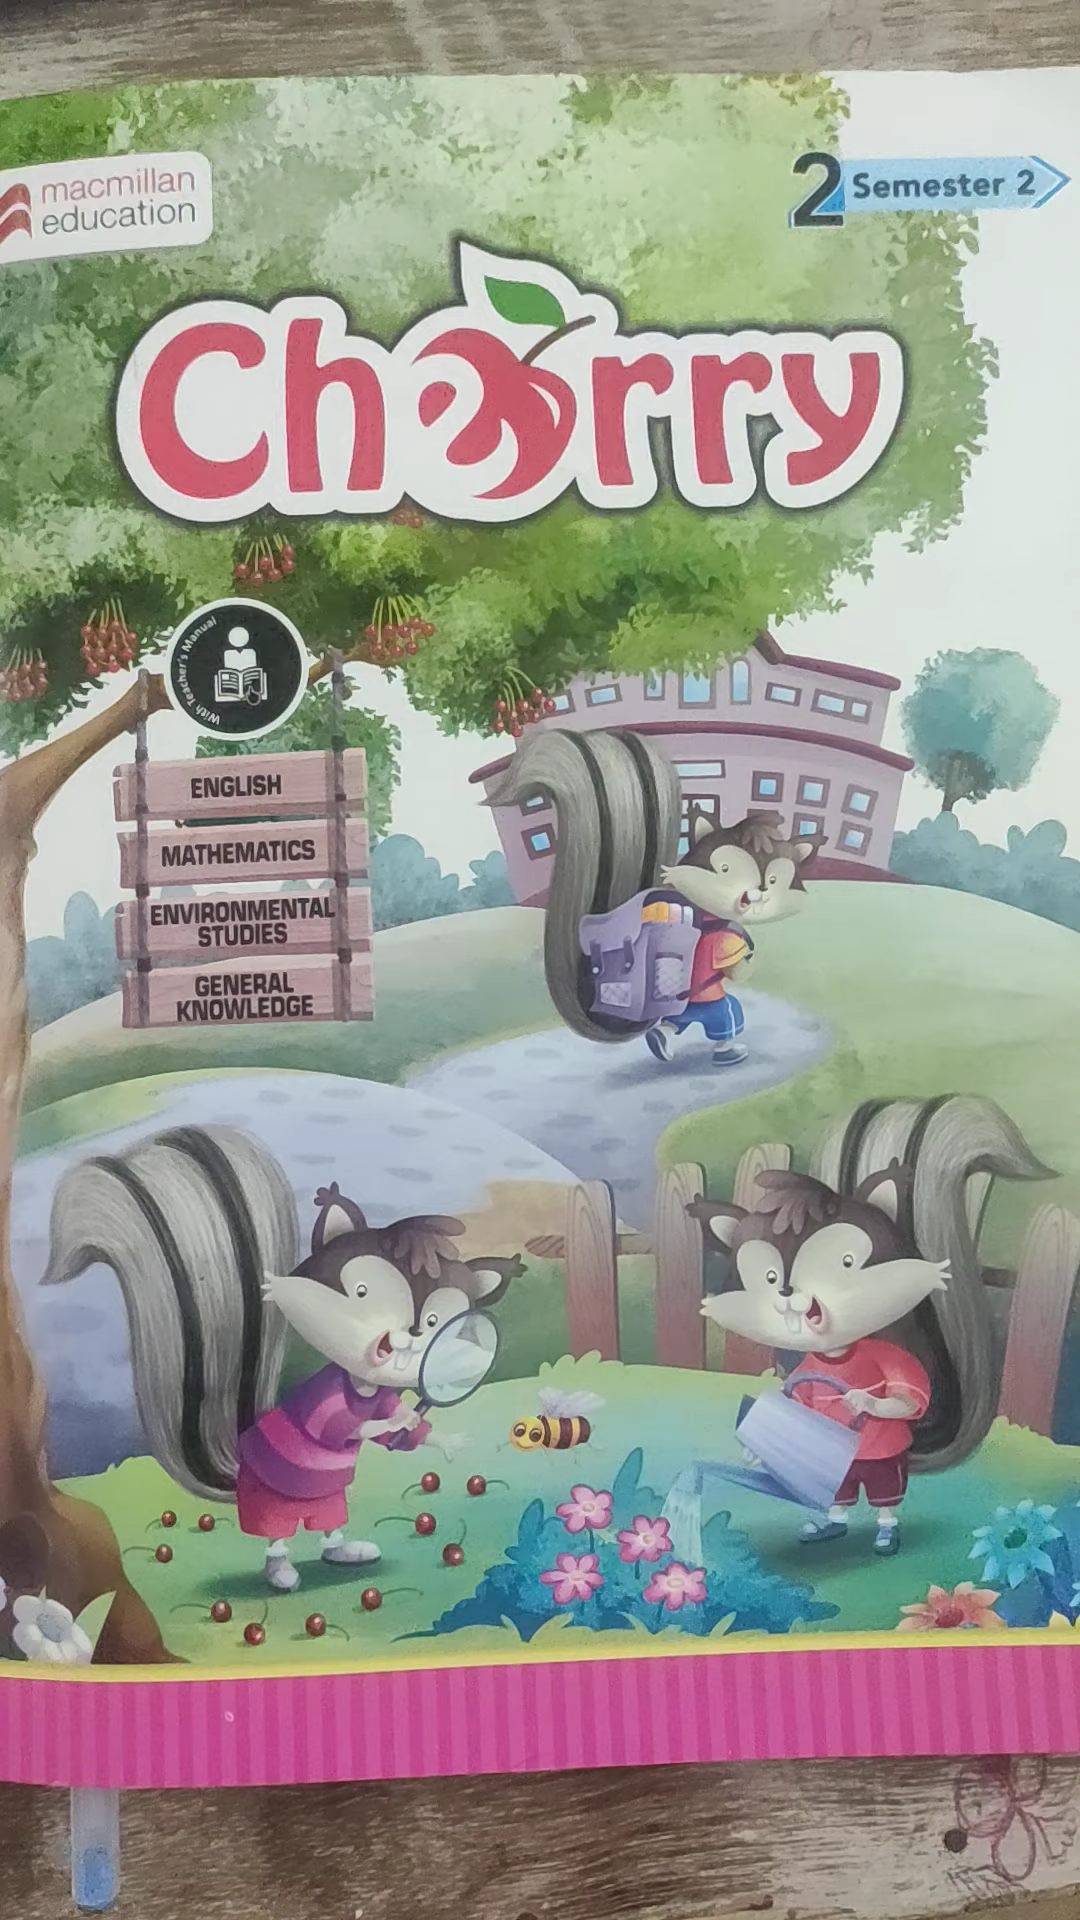 macmillan
education
2 Semester 2
Cherry
With Teacher's Manual
ENGLISH
MATHEMATICS
ENVIRONMENTAL
STUDIES
GENERAL
KNOWLEDGE